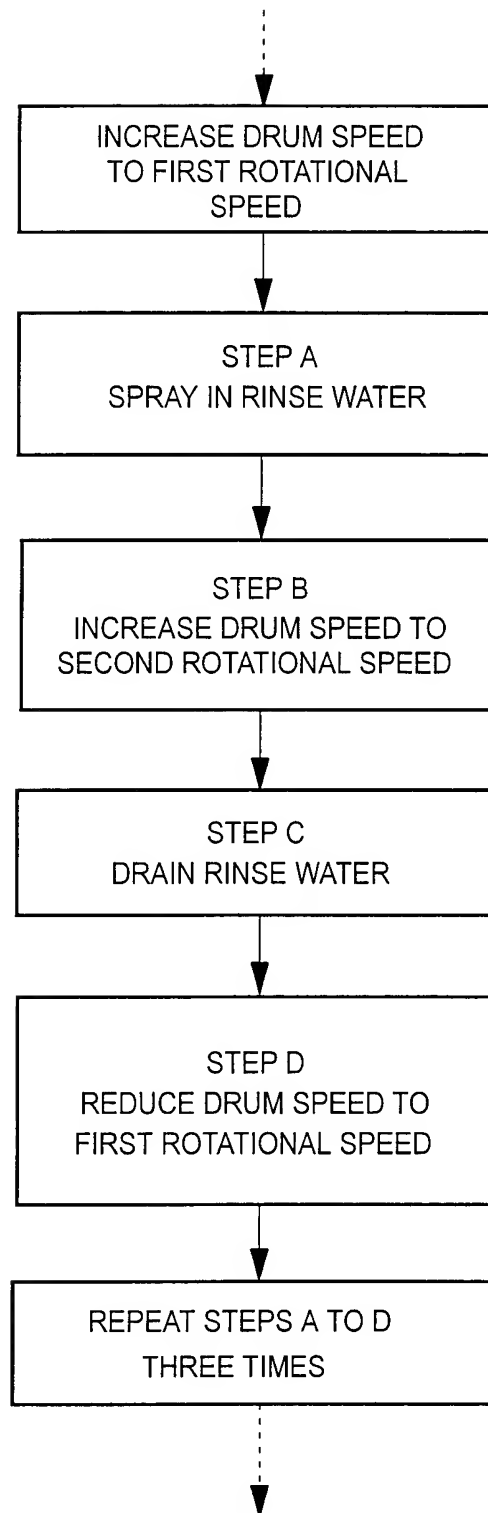 INCREASE DRUM SPEED
TO FIRST ROTATIONAL
SPEED
STEP A
SPRAY IN RINSE WATER
STEP B
INCREASE DRUM SPEED TO
SECOND ROTATIONAL SPEED
STEP C
DRAIN RINSE WATER
STEP D
REDUCE DRUM SPEED TO
FIRST ROTATIONAL SPEED
REPEAT STEPS A TO D
THREE TIMES